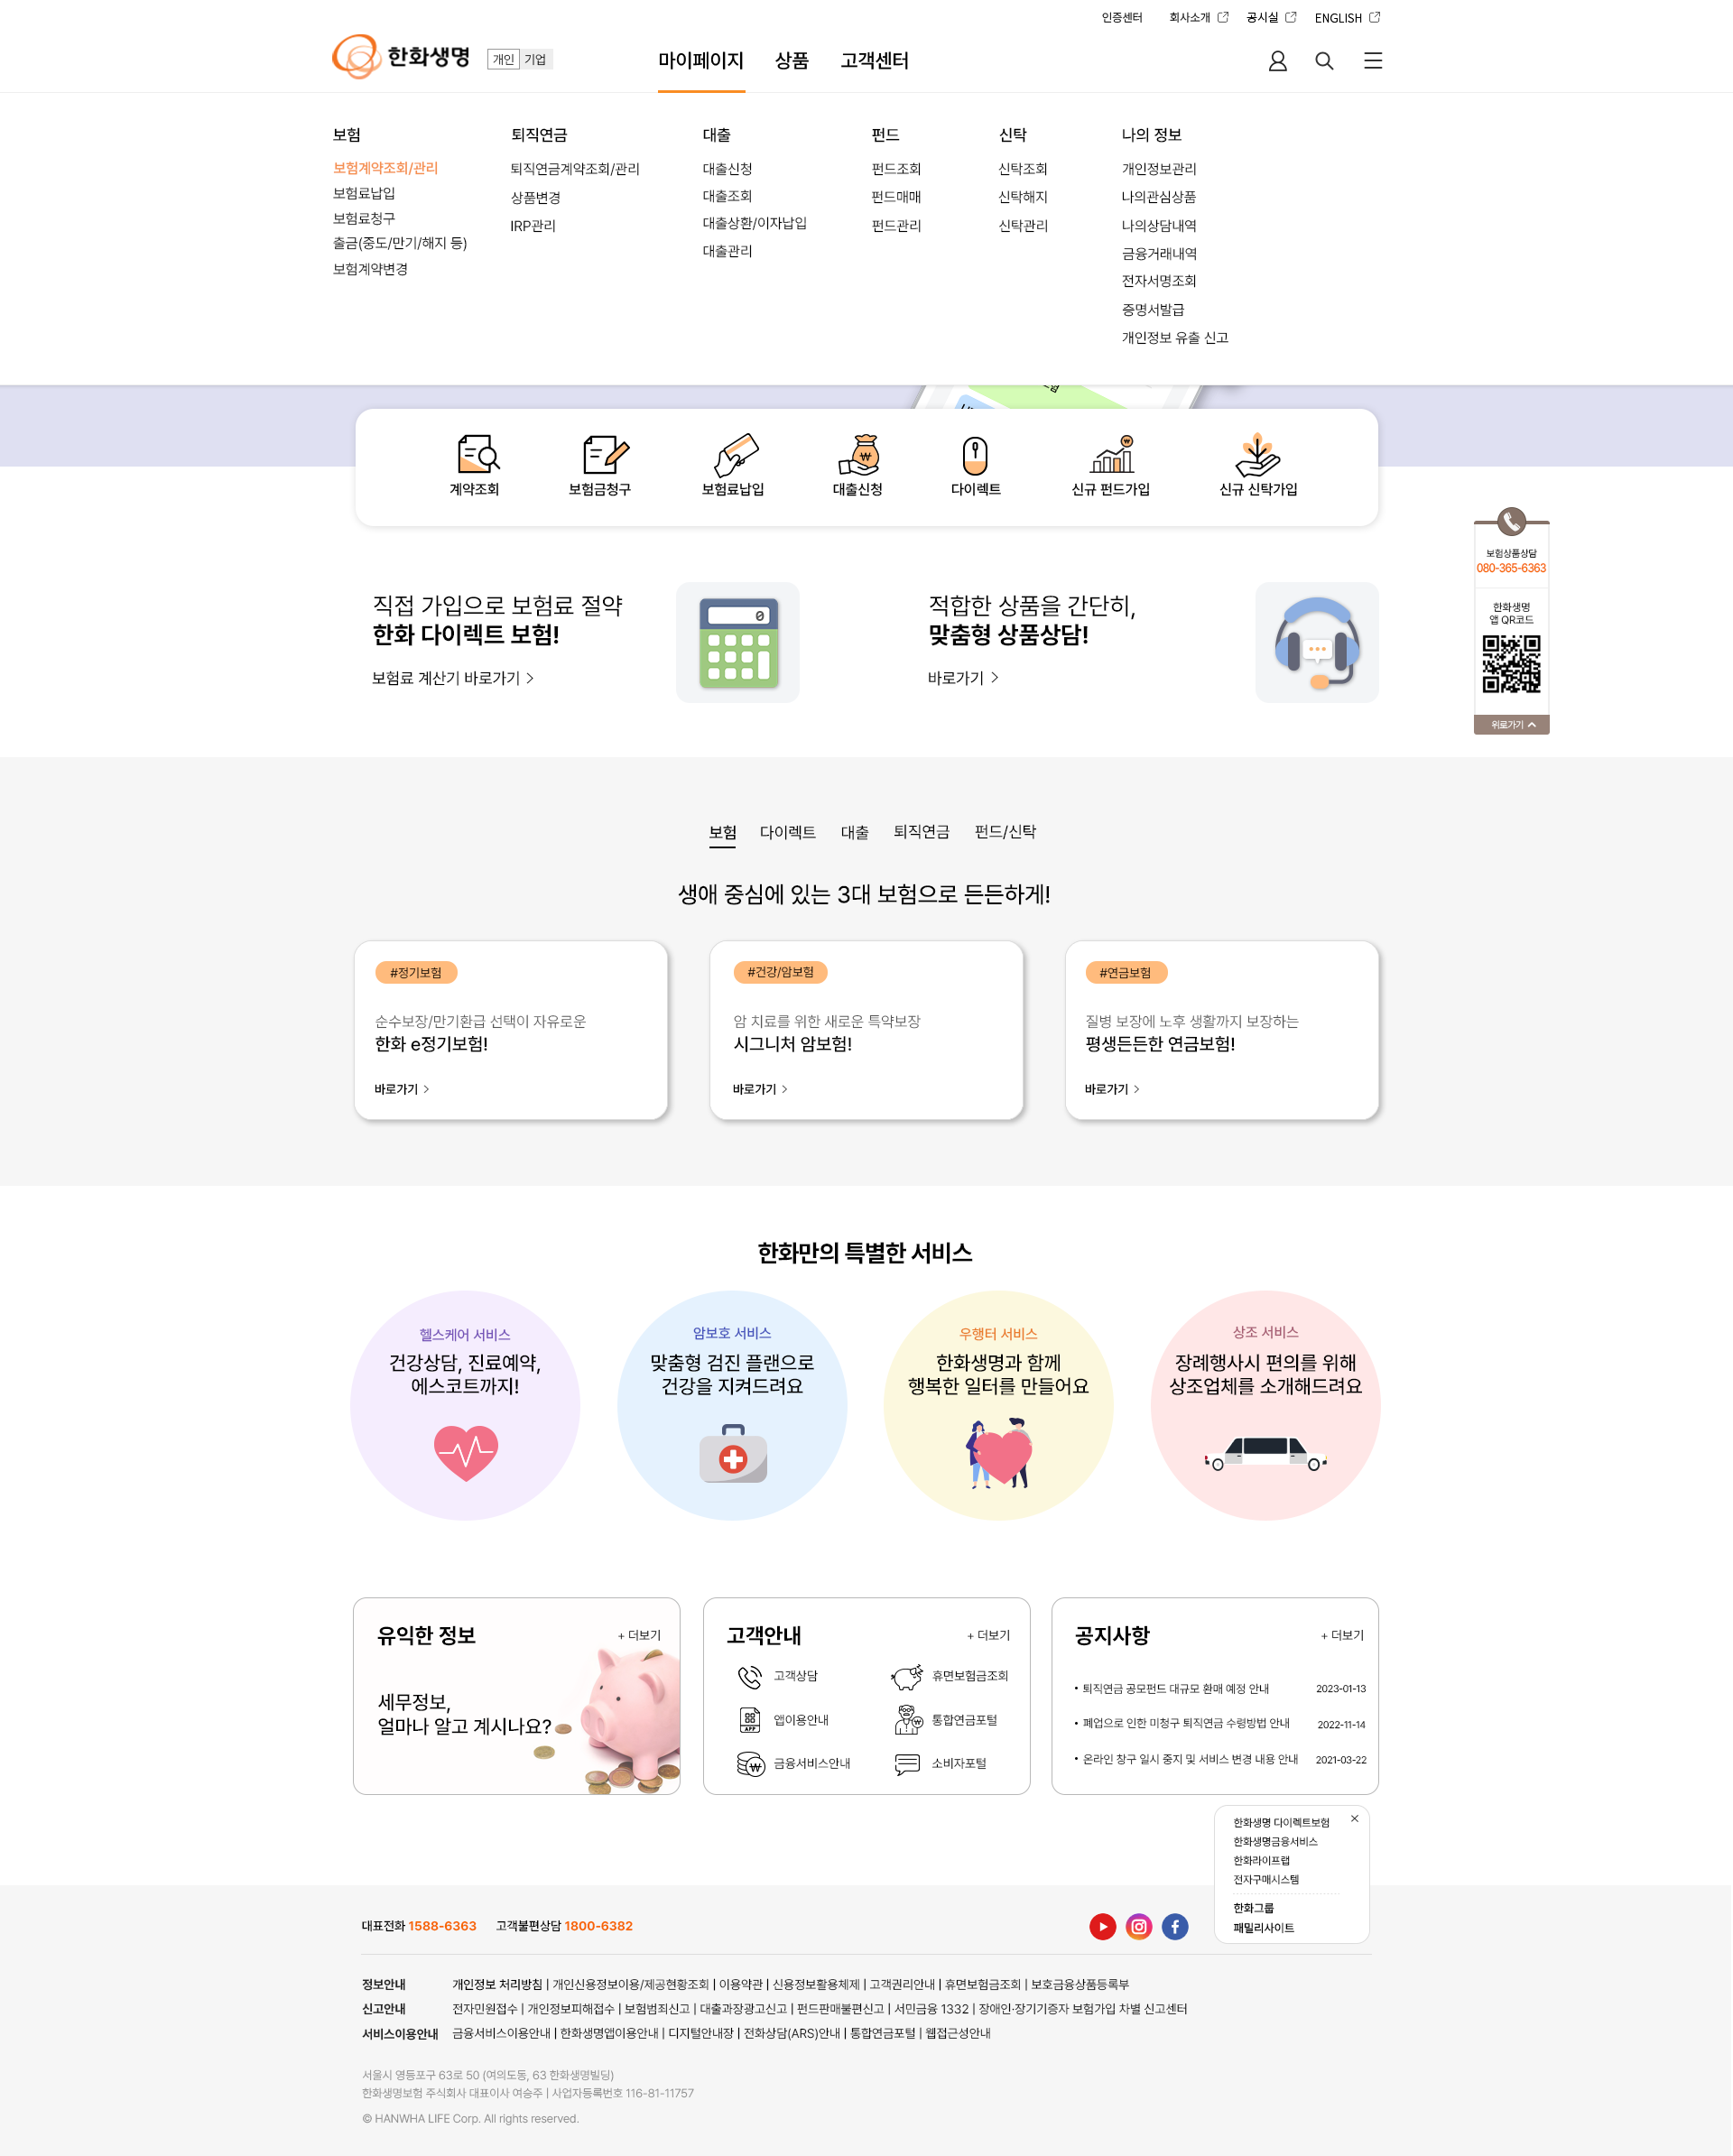 인증센터 회사소개 공시실 ENGLISH
한화생명 개인 기업 마이페이지 상품 고객센터
보험
보험계약조회/관리
보험료납입
보험료청구
출금(중도/만기/해지 등)
보험계약변경
퇴직연금
퇴직연금계약조회/관리
상품변경
IRP관리
대출
대출신청
대출조회
대출상환/이자납입
대출관리
펀드
펀드조회
펀드매매
펀드관리
신탁
신탁조회
신탁해지
신탁관리
나의 정보
개인정보관리
나의관심상품
나의상담내역
금융거래내역
전자서명조회
증명서발급
개인정보 유출 신고
계약조회 보험금청구 보험료납입 대출신청 다이렉트 신규 펀드가입 신규 신탁가입
직접 가입으로 보험료 절약
한화 다이렉트 보험!
보험료 계산기 바로가기
0
적합한 상품을 간단히,
맞춤형 상품상담!
바로가기
보험상품상담
080-365-6363
한화생명
앱 QR코드
위로가기
보험 다이렉트 대출 퇴직연금 펀드/신탁
생애 중심에 있는 3대 보험으로 든든하게!
#정기보험
순수보장/만기환급 선택이 자유로운
한화 e정기보험!
바로가기
#건강/암보험
암 치료를 위한 새로운 특약보장
시그니처 암보험!
바로가기
#연금보험
질병 보장에 노후 생활까지 보장하는
평생든든한 연금보험!
바로가기
한화만의 특별한 서비스
헬스케어 서비스
건강상담, 진료예약,
에스코트까지!
암보호 서비스
맞춤형 검진 플랜으로
건강을 지켜드려요
우행터 서비스
한화생명과 함께
행복한 일터를 만들어요
상조 서비스
장례행사시 편의를 위해
상조업체를 소개해드려요
유익한 정보 + 더보기
세무정보,
얼마나 알고 계시나요?
고객안내 + 더보기
고객상담 휴면보험금조회
APP 앱이용안내 통합연금포털
금융서비스안내 소비자포털
공지사항 + 더보기
• 퇴직연금 공모펀드 대규모 환매 예정 안내 2023-01-13
• 폐업으로 인한 미청구 퇴직연금 수령방법 안내 2022-11-14
• 온라인 창구 일시 중지 및 서비스 변경 내용 안내 2021-03-22
한화생명 다이렉트보험
한화생명금융서비스
한화라이프랩
전자구매시스템
한화그룹
패밀리사이트
대표전화 1588-6363 고객불편상담 1800-6382
정보안내 개인정보 처리방침 | 개인신용정보이용/제공현황조회 | 이용약관 | 신용정보활용체제 | 고객권리안내 | 휴면보험금조회 | 보호금융상품등록부
신고안내 전자민원접수 | 개인정보피해접수 | 보험범죄신고 | 대출과장광고신고 | 펀드판매불편신고 | 서민금융 1332 | 장애인·장기기증자 보험가입 차별 신고센터
서비스이용안내 금융서비스이용안내 | 한화생명앱이용안내 | 디지털안내장 | 전화상담(ARS)안내 | 통합연금포털 | 웹접근성안내
서울시 영등포구 63로 50 (여의도동, 63 한화생명빌딩)
한화생명보험 주식회사 대표이사 여승주 | 사업자등록번호 116-81-11757
© HANWHA LIFE Corp. All rights reserved.